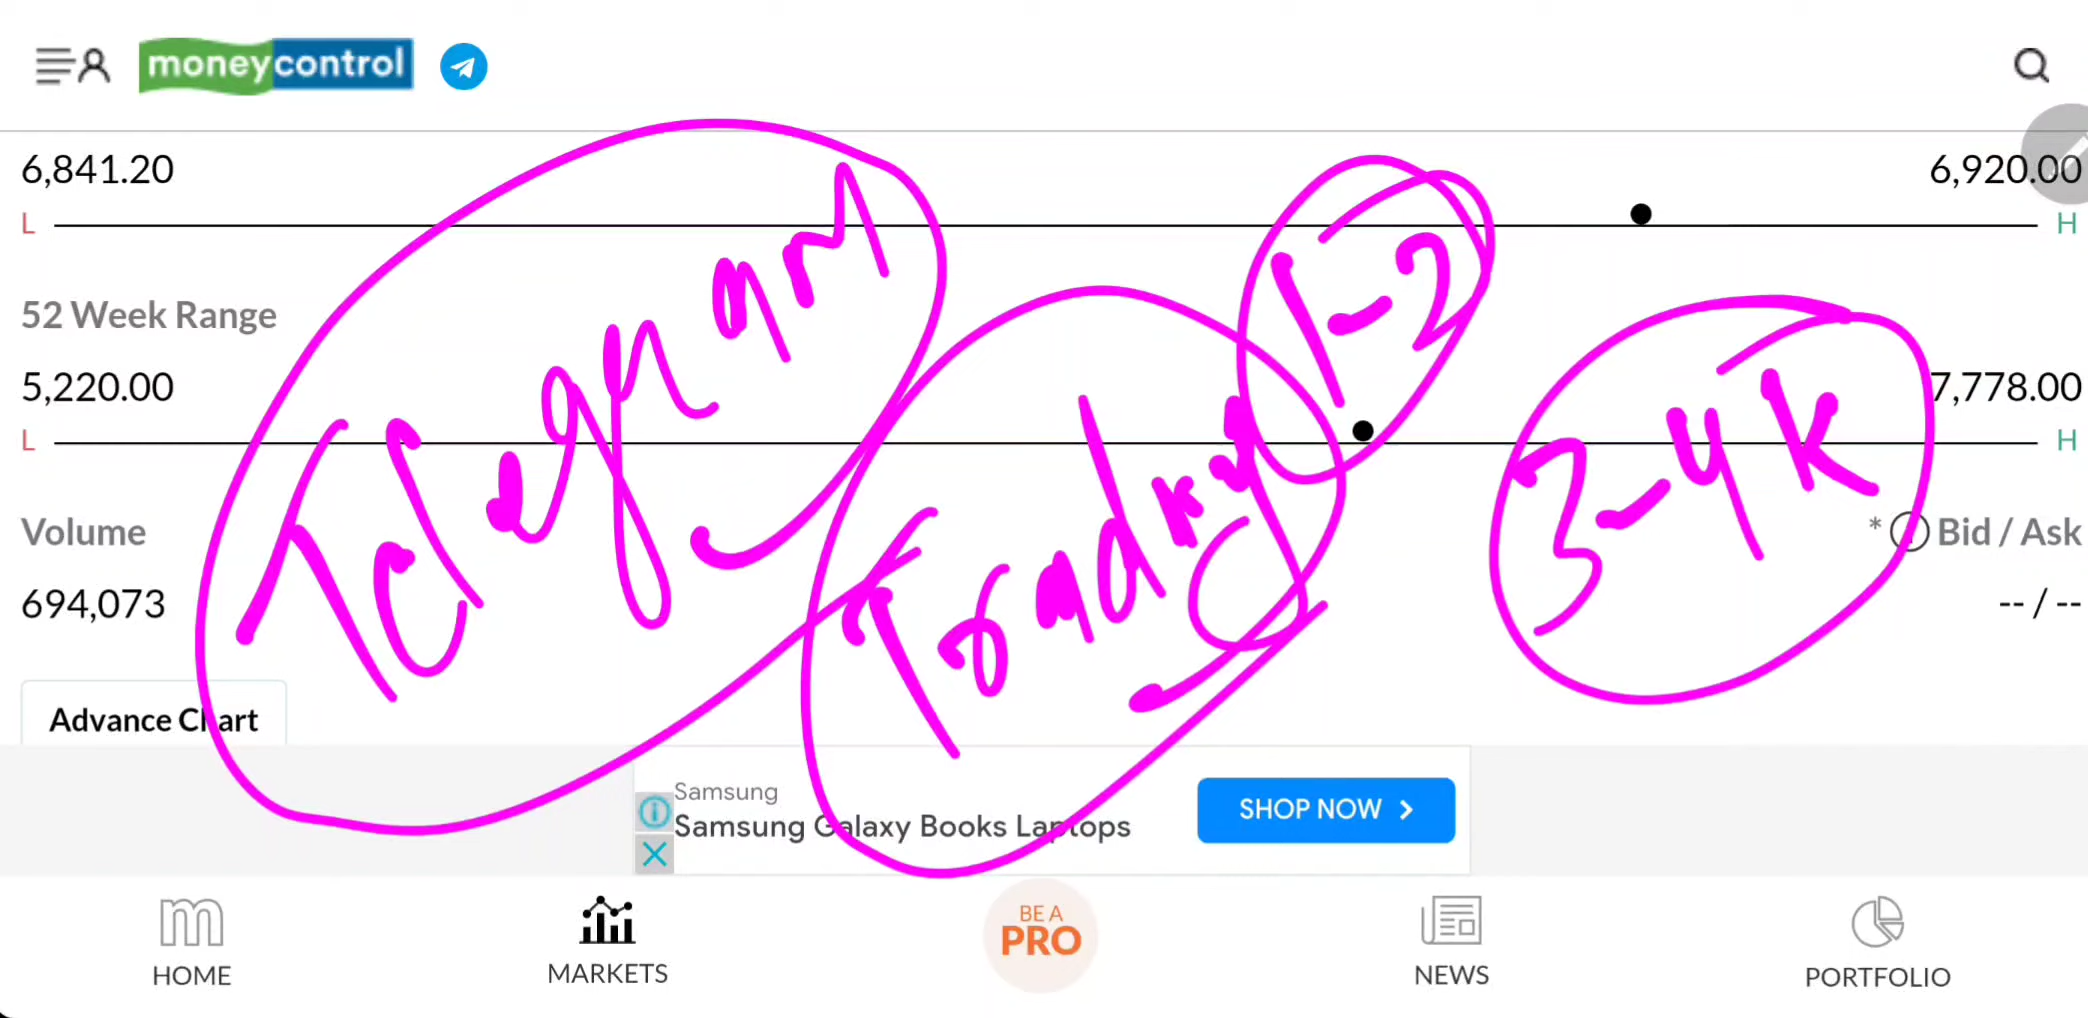 moneycontrol
6,841.20 6,920.00
L H
52 Week Range
5,220.00 7,778.00
L H
Volume * Bid / Ask
694,073 -- / --
Telegram
Trading
1-2
3-4K
Advance Chart
Samsung
Samsung Galaxy Books Laptops
SHOP NOW
HOME
MARKETS
BE A
PRO
NEWS
PORTFOLIO